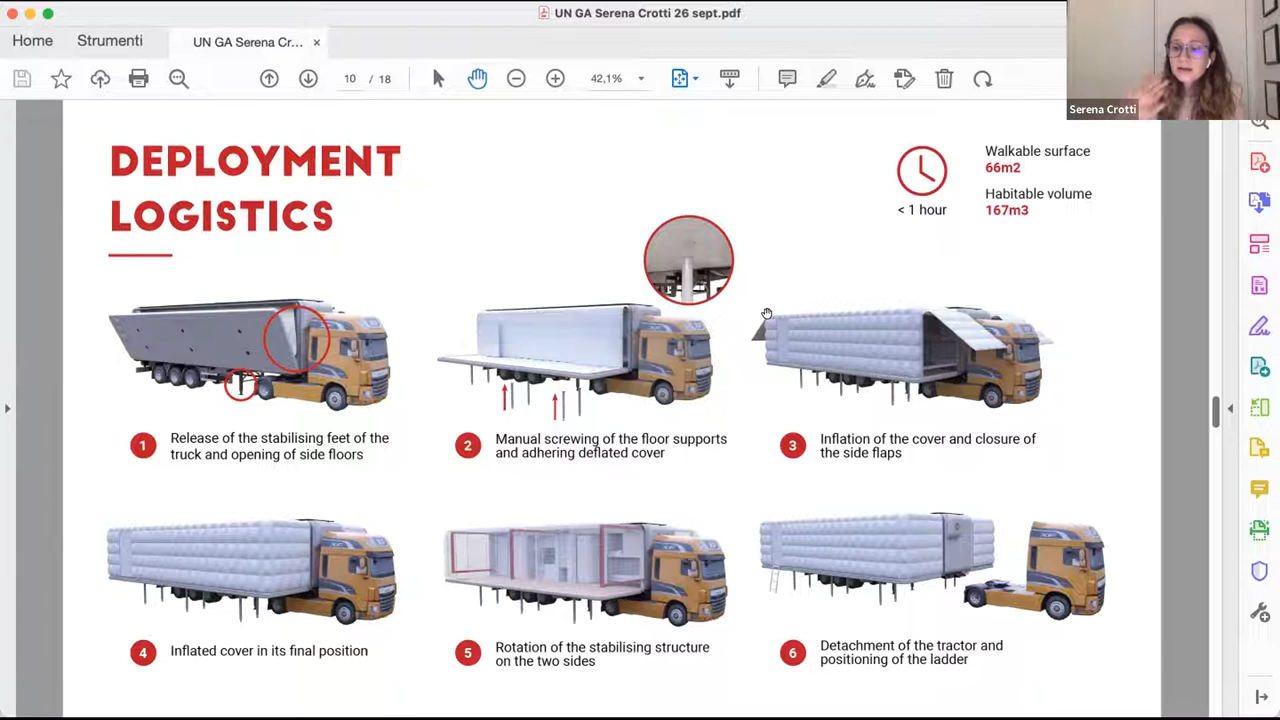 UN GA Serena Crotti 26 sept.pdf
Home
Strumenti
UN GA Serena Cr...
10 / 18
42,1%
Serena Crotti
DEPLOYMENT
LOGISTICS
< 1 hour
Walkable surface
66m2
Habitable volume
167m3
1
Release of the stabilising feet of the
truck and opening of side floors
2
Manual screwing of the floor supports
and adhering deflated cover
3
Inflation of the cover and closure of
the side flaps
4
Inflated cover in its final position
5
Rotation of the stabilising structure
on the two sides
6
Detachment of the tractor and
positioning of the ladder